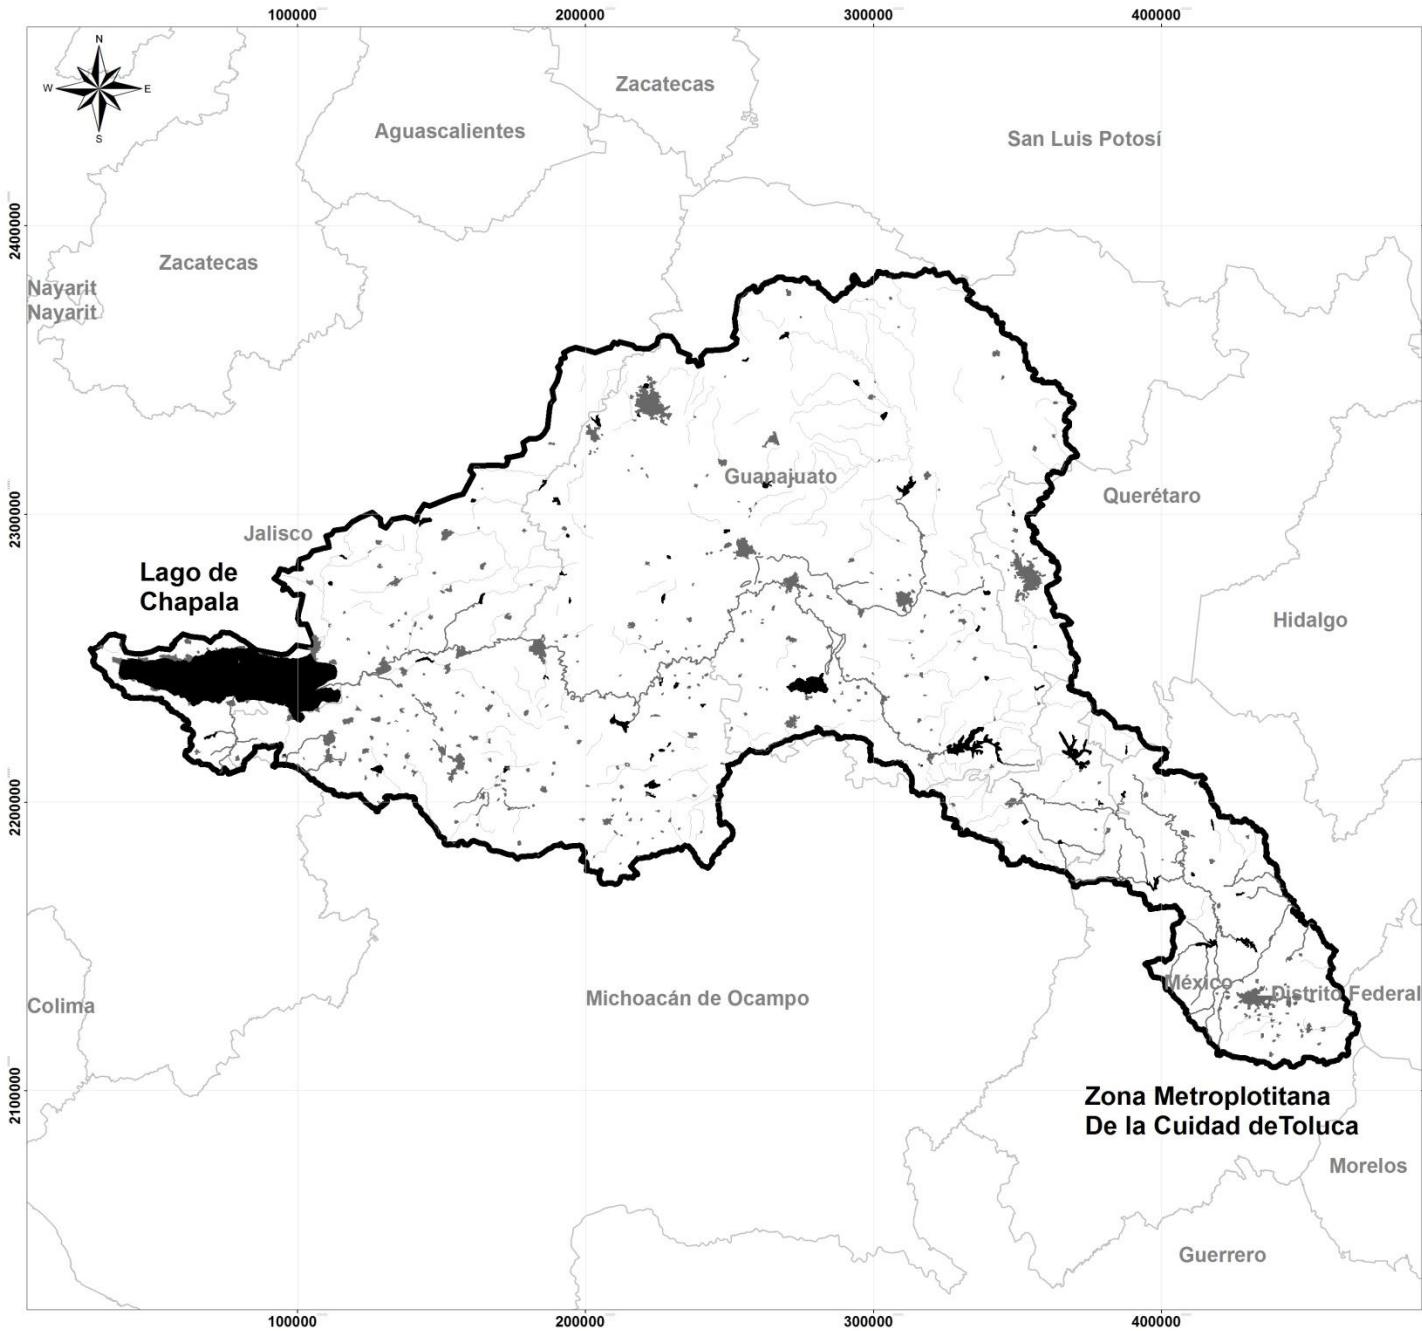 100000 200000 300000 400000
N
W E
S
Zacatecas
Aguascalientes
San Luis Potosí
2400000
Zacatecas
Nayarit
Nayarit
Guanajuato
Querétaro
2300000
Jalisco
Lago de
Chapala
Hidalgo
2200000
México
Distrito Federal
Michoacán de Ocampo
Colima
2100000
Zona Metroplotitana
De la Cuidad deToluca
Morelos
Guerrero
100000 200000 300000 400000